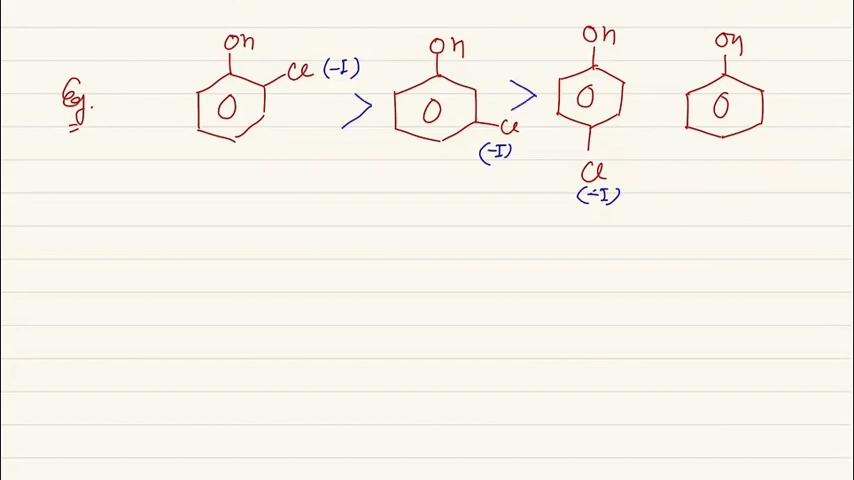 OH OH OH OH
Eg. Cl (-I) > > 
Cl
(-I)
Cl
(-I)